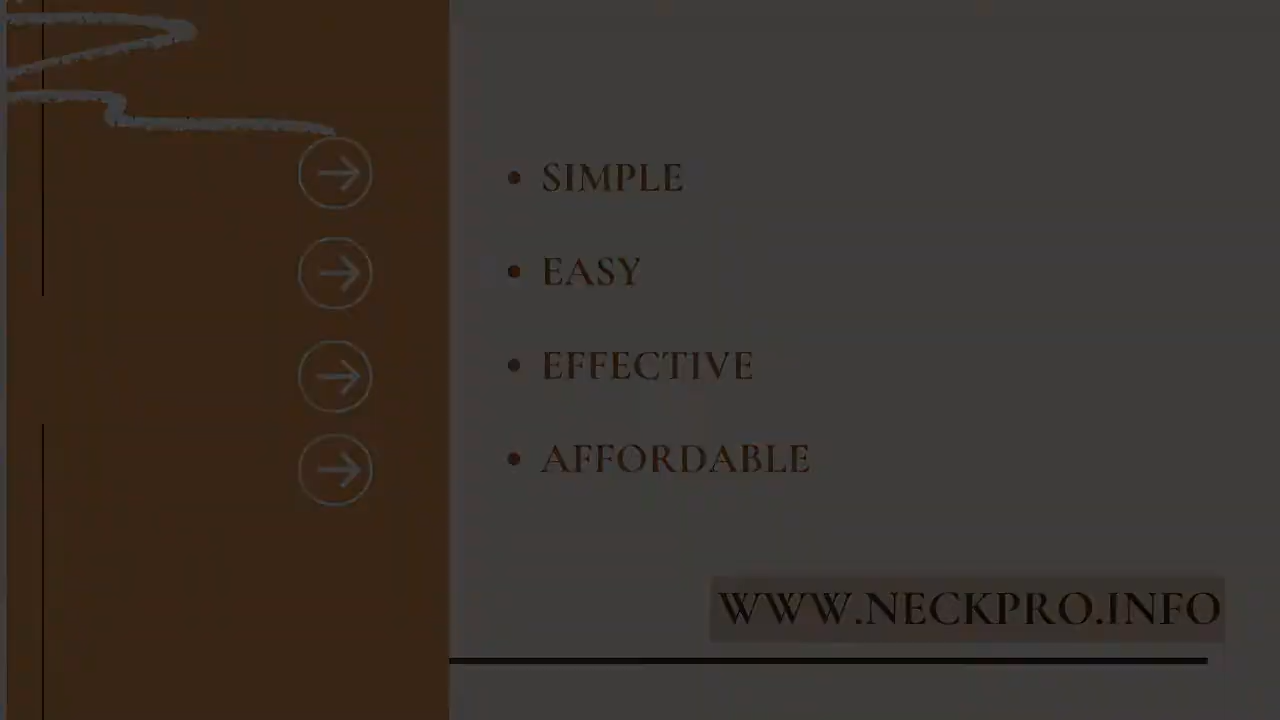 • SIMPLE
• EASY
• EFFECTIVE
• AFFORDABLE
WWW.NECKPRO.INFO